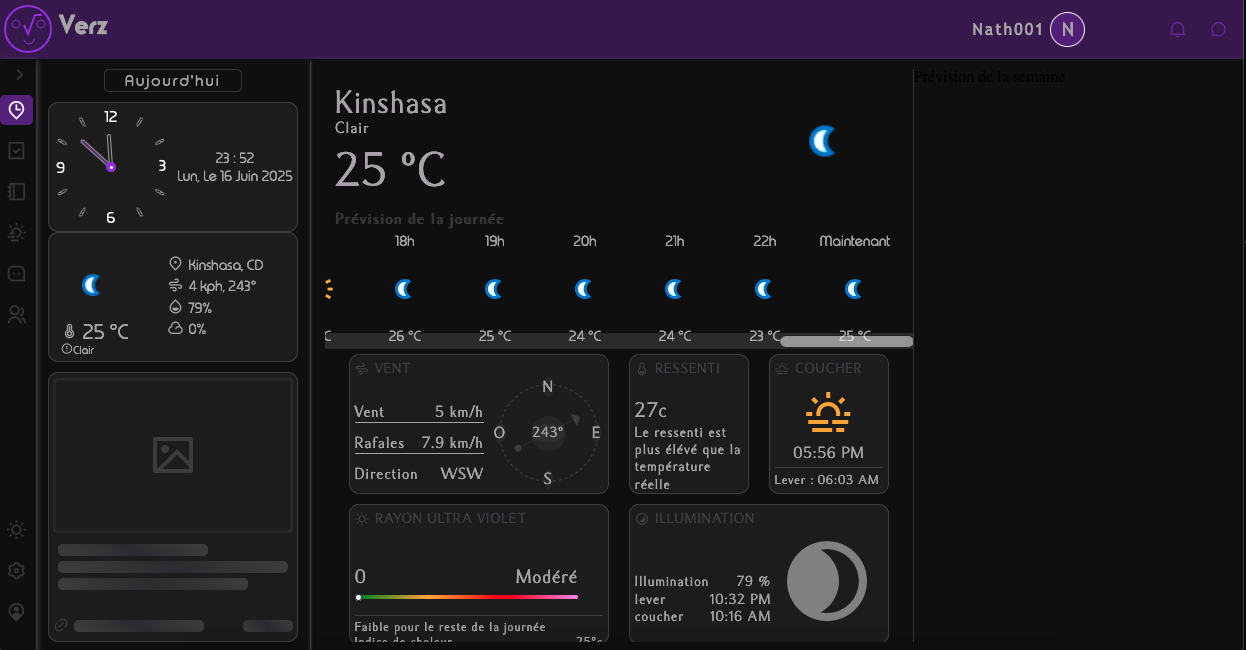 Verz
Nath001 N
Aujourd'hui
12
9
3
6
23 : 52
Lun, Le 16 Juin 2025
Kinshasa, CD
4 kph, 243°
79%
0%
25 °C
Clair
Kinshasa
Clair
25 °C
Prévision de la journée
18h 19h 20h 21h 22h Maintenant
C 26 °C 25 °C 24 °C 24 °C 23 °C 25 °C
VENT
Vent 5 km/h
Rafales 7.9 km/h
Direction WSW
N
O 243° E
S
RESSENTI
27c
Le ressenti est
plus élévé que la
température
réelle
COUCHER
05:56 PM
Lever : 06:03 AM
RAYON ULTRA VIOLET
0 Modéré
Faible pour le reste de la journée
Indice de chaleur 25°c
ILLUMINATION
Illumination 79 %
lever 10:32 PM
coucher 10:16 AM
Prévision de la semaine